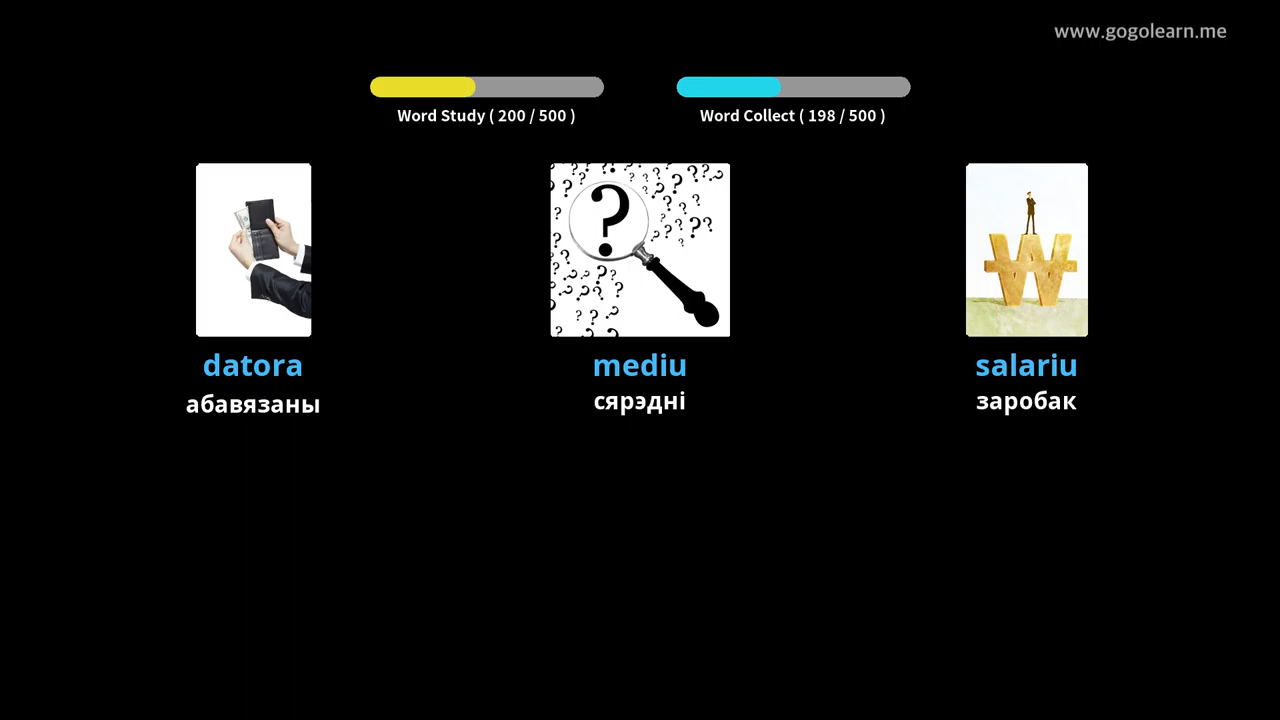 www.gogolearn.me
Word Study ( 200 / 500 )
Word Collect ( 198 / 500 )
datora
абавязаны
mediu
сярэдні
salariu
заробак